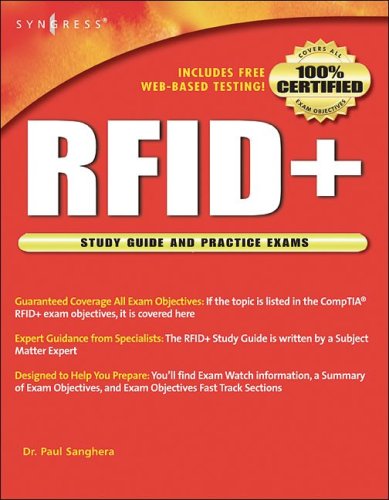 SYNGRESS®
INCLUDES FREE
WEB-BASED TESTING!
COVERS ALL
100%
CERTIFIED
EXAM OBJECTIVES
RFID+
STUDY GUIDE AND PRACTICE EXAMS
Guaranteed Coverage All Exam Objectives: If the topic is listed in the CompTIA®
RFID+ exam objectives, it is covered here
Expert Guidance from Specialists: The RFID+ Study Guide is written by a Subject
Matter Expert
Designed to Help You Prepare: You'll find Exam Watch information, a Summary
of Exam Objectives, and Exam Objectives Fast Track Sections
Dr. Paul Sanghera